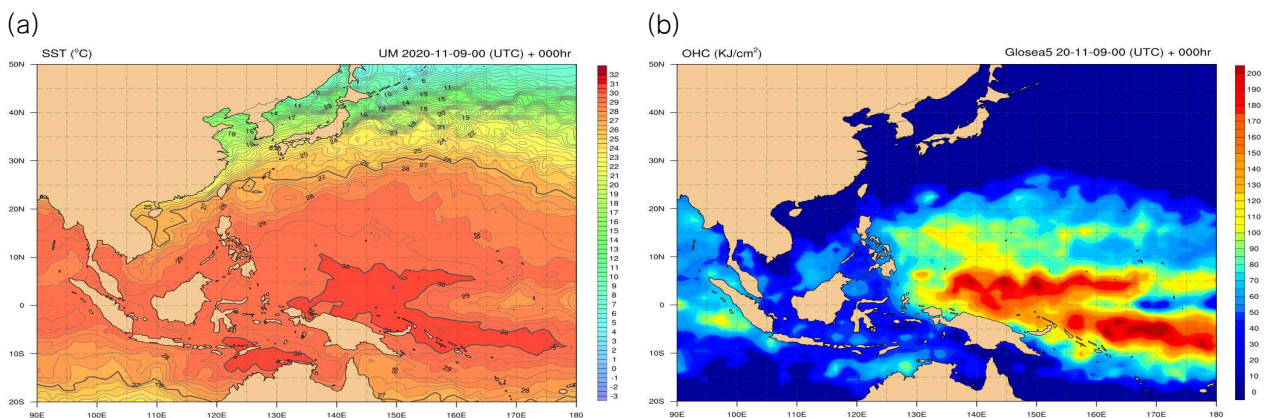 (a)
SST (°C)
UM 2020-11-09-00 (UTC) + 000hr
50N
40N
30N
20N
10N
0
10S
20S
90E
100E
110E
120E
130E
140E
150E
160E
170E
180
32
31
30
29
28
27
26
25
24
23
22
21
20
19
18
17
16
15
14
13
12
11
10
9
8
7
6
5
4
3
2
1
0
-1
-2
-3
(b)
OHC (KJ/cm²)
Glosea5 20-11-09-00 (UTC) + 000hr
50N
40N
30N
20N
10N
0
10S
20S
90E
100E
110E
120E
130E
140E
150E
160E
170E
180
200
190
180
170
160
150
140
130
120
110
100
90
80
70
60
50
40
30
20
10
0